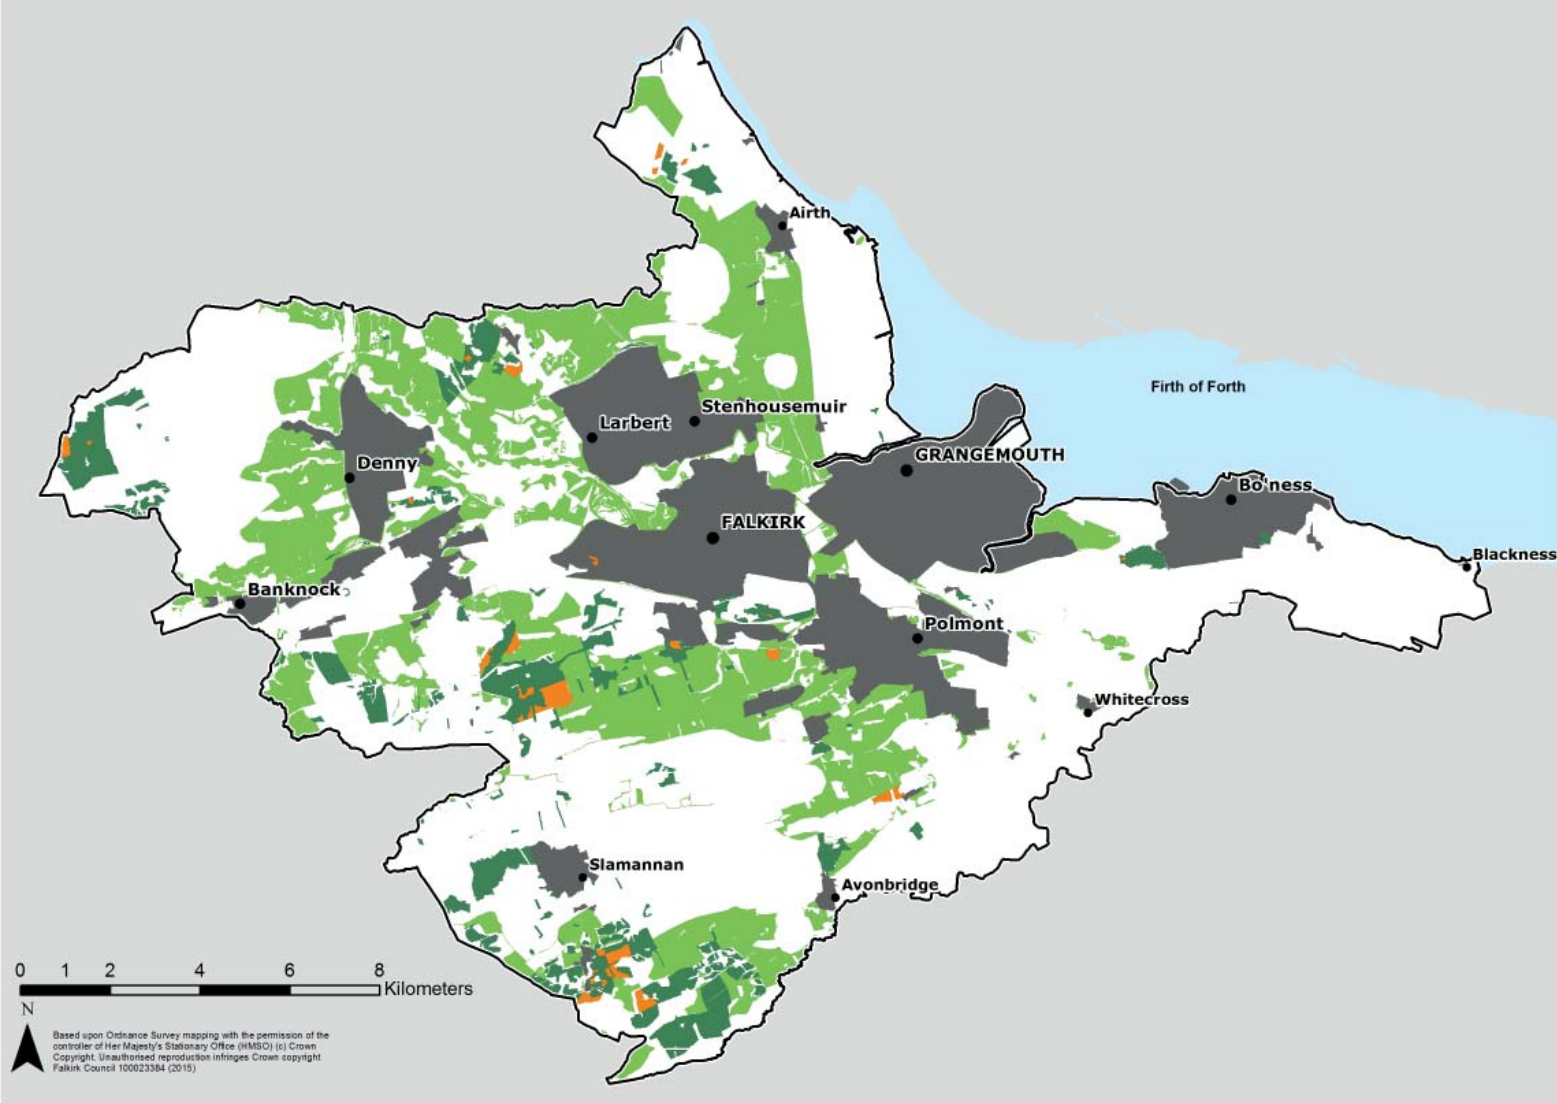 Airth
Firth of Forth
Stenhousemuir
Larbert
GRANGEMOUTH
Denny
Bo'ness
FALKIRK
Blackness
Banknock
Polmont
Whitecross
Slamannan
Avonbridge
0 1 2 4 6 8
Kilometers
N
Based upon Ordnance Survey mapping with the permission of the
controller of Her Majesty's Stationary Office (HMSO) (c) Crown
Copyright. Unauthorised reproduction infringes Crown copyright
Falkirk Council 100023384 (2015)